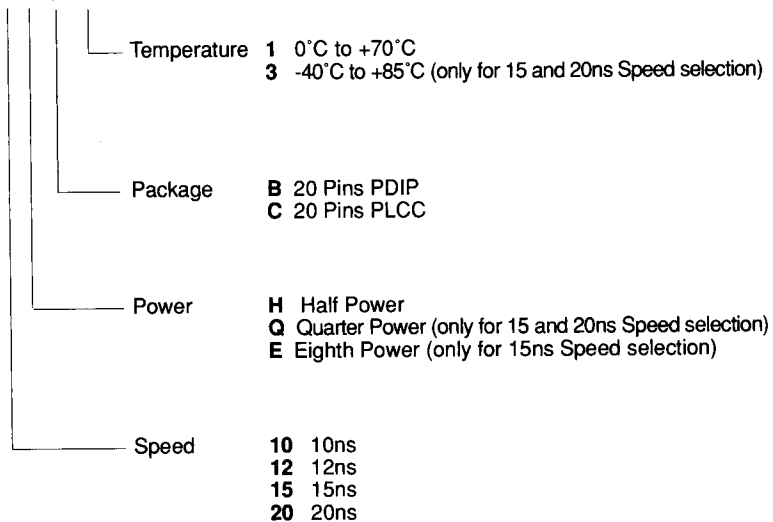 Temperature 1 0°C to +70°C
3 -40°C to +85°C (only for 15 and 20ns Speed selection)
Package B 20 Pins PDIP
C 20 Pins PLCC
Power H Half Power
Q Quarter Power (only for 15 and 20ns Speed selection)
E Eighth Power (only for 15ns Speed selection)
Speed 10 10ns
12 12ns
15 15ns
20 20ns